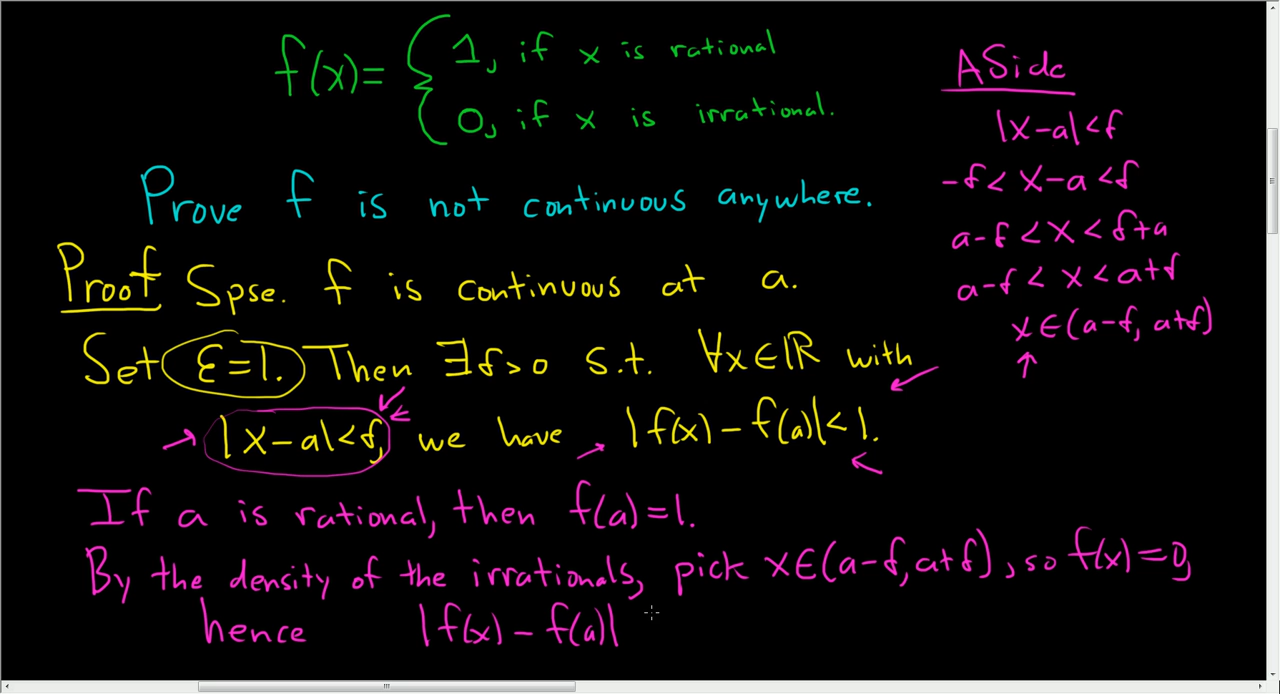 f(x) = { 1, if x is rational
0, if x is irrational.
Prove f is not continuous anywhere.
Proof Spse. f is continuous at a.
Set ε=1. Then ∃δ>0 s.t. ∀x∈ℝ with
|x-a|<δ, we have |f(x)-f(a)|<1.
If a is rational, then f(a)=1.
By the density of the irrationals, pick x∈(a-δ,a+δ), so f(x)=0,
hence |f(x)-f(a)|
ASide
|x-a|<δ
-δ<x-a<δ
a-δ<x<δ+a
a-δ<x<a+δ
x∈(a-δ, a+δ)